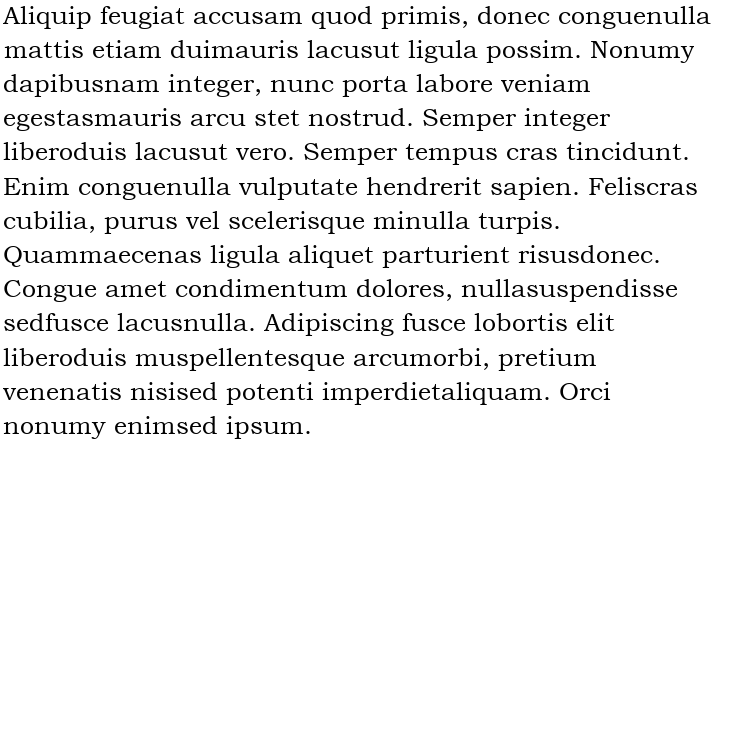 Aliquip feugiat accusam quod primis, donec conguenulla
mattis etiam duimauris lacusut ligula possim. Nonumy
dapibusnam integer, nunc porta labore veniam
egestasmauris arcu stet nostrud. Semper integer
liberoduis lacusut vero. Semper tempus cras tincidunt.
Enim conguenulla vulputate hendrerit sapien. Feliscras
cubilia, purus vel scelerisque minulla turpis.
Quammaecenas ligula aliquet parturient risusdonec.
Congue amet condimentum dolores, nullasuspendisse
sedfusce lacusnulla. Adipiscing fusce lobortis elit
liberoduis muspellentesque arcumorbi, pretium
venenatis nisised potenti imperdietaliquam. Orci
nonumy enimsed ipsum.